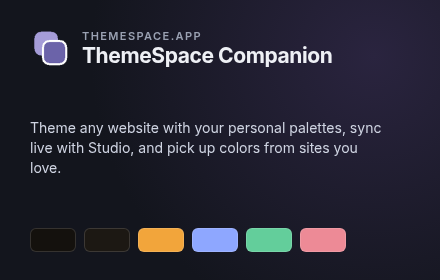 THEMESPACE.APP
ThemeSpace Companion
Theme any website with your personal palettes, sync
live with Studio, and pick up colors from sites you
love.